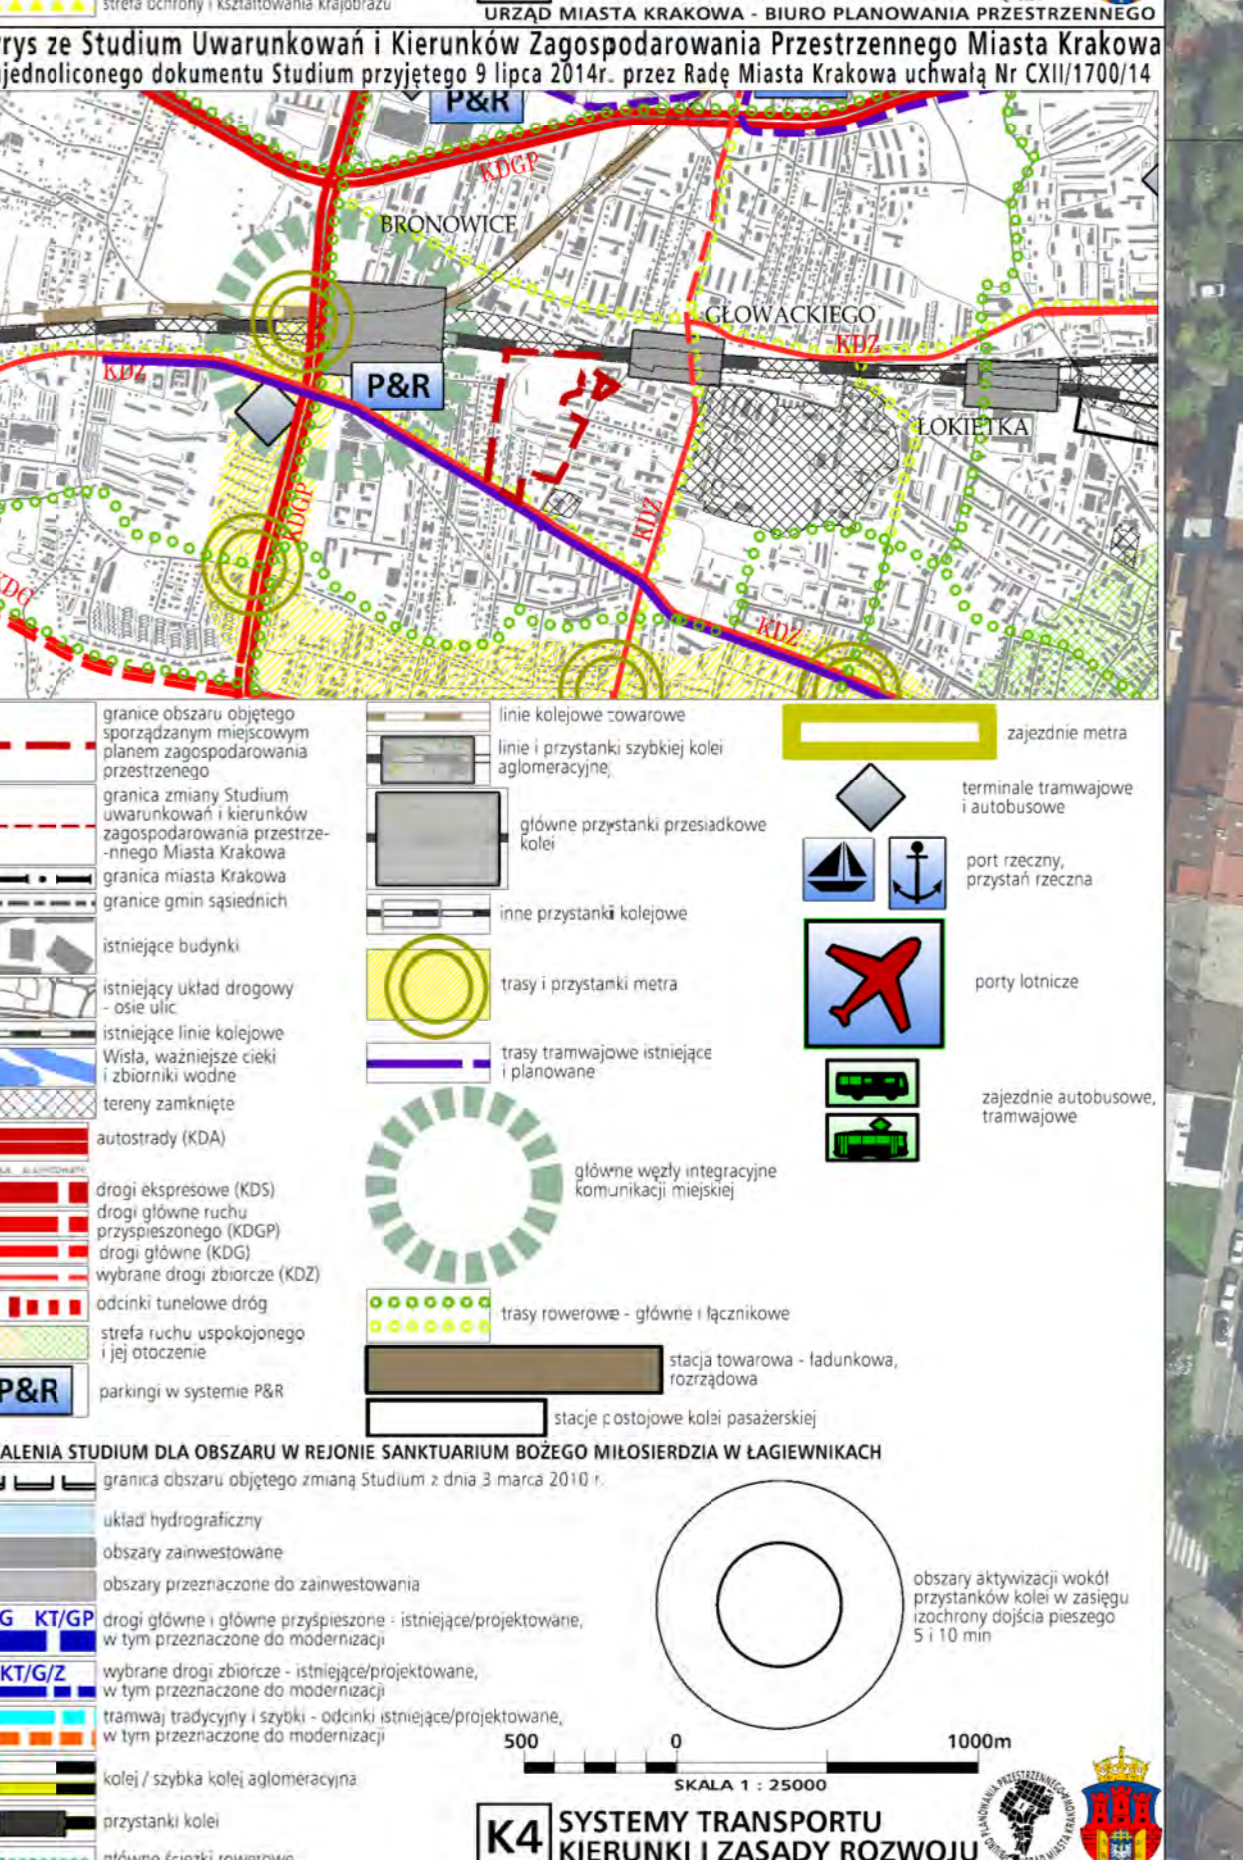 strefa ochrony i kształtowania krajobrazu
URZĄD MIASTA KRAKOWA - BIURO PLANOWANIA PRZESTRZENNEGO
rys ze Studium Uwarunkowań i Kierunków Zagospodarowania Przestrzennego Miasta Krakowa
jednoliconego dokumentu Studium przyjętego 9 lipca 2014r. przez Radę Miasta Krakowa uchwałą Nr CXII/1700/14
P&R
KDGP
BRONOWICE
GŁOWACKIEGO
KDZ
KDZ
P&R
ŁOKIETKA
KDGP
KDZ
KDG
KDZ
granice obszaru objętego
sporządzanym miejscowym
planem zagospodarowania
przestrzenego
granica zmiany Studium
uwarunkowań i kierunków
zagospodarowania przestrze-
-nnego Miasta Krakowa
granica miasta Krakowa
granice gmin sąsiednich
istniejące budynki
istniejący układ drogowy
- osie ulic
istniejące linie kolejowe
Wisła, ważniejsze cieki
i zbiorniki wodne
tereny zamknięte
autostrady (KDA)
drogi ekspresowe (KDS)
drogi główne ruchu
przyspieszonego (KDGP)
drogi główne (KDG)
wybrane drogi zbiorcze (KDZ)
odcinki tunelowe dróg
strefa ruchu uspokojonego
i jej otoczenie
P&R
parkingi w systemie P&R
linie kolejowe towarowe
linie i przystanki szybkiej kolei
aglomeracyjnej
główne przystanki przesiadkowe
kolei
inne przystanki kolejowe
trasy i przystanki metra
trasy tramwajowe istniejące
i planowane
główne węzły integracyjne
komunikacji miejskiej
trasy rowerowe - główne i łącznikowe
stacja towarowa - ładunkowa,
rozrządowa
stacje postojowe kolei pasażerskiej
zajezdnie metra
terminale tramwajowe
i autobusowe
port rzeczny,
przystań rzeczna
porty lotnicze
zajezdnie autobusowe,
tramwajowe
ALENIA STUDIUM DLA OBSZARU W REJONIE SANKTUARIUM BOŻEGO MIŁOSIERDZIA W ŁAGIEWNIKACH
granica obszaru objętego zmianą Studium z dnia 3 marca 2010 r.
układ hydrograficzny
obszary zainwestowane
obszary przeznaczone do zainwestowania
G KT/GP
drogi główne i główne przyśpieszone - istniejące/projektowane,
w tym przeznaczone do modernizacji
KT/G/Z
wybrane drogi zbiorcze - istniejące/projektowane,
w tym przeznaczone do modernizacji
tramwaj tradycyjny i szybki - odcinki istniejące/projektowane,
w tym przeznaczone do modernizacji
kolej / szybka kolej aglomeracyjna
przystanki kolei
główne ścieżki rowerowe
obszary aktywizacji wokół
przystanków kolei w zasięgu
izochrony dojścia pieszego
5 i 10 min
500 0 1000m
SKALA 1 : 25000
K4 SYSTEMY TRANSPORTU
KIERUNKI I ZASADY ROZWOJU